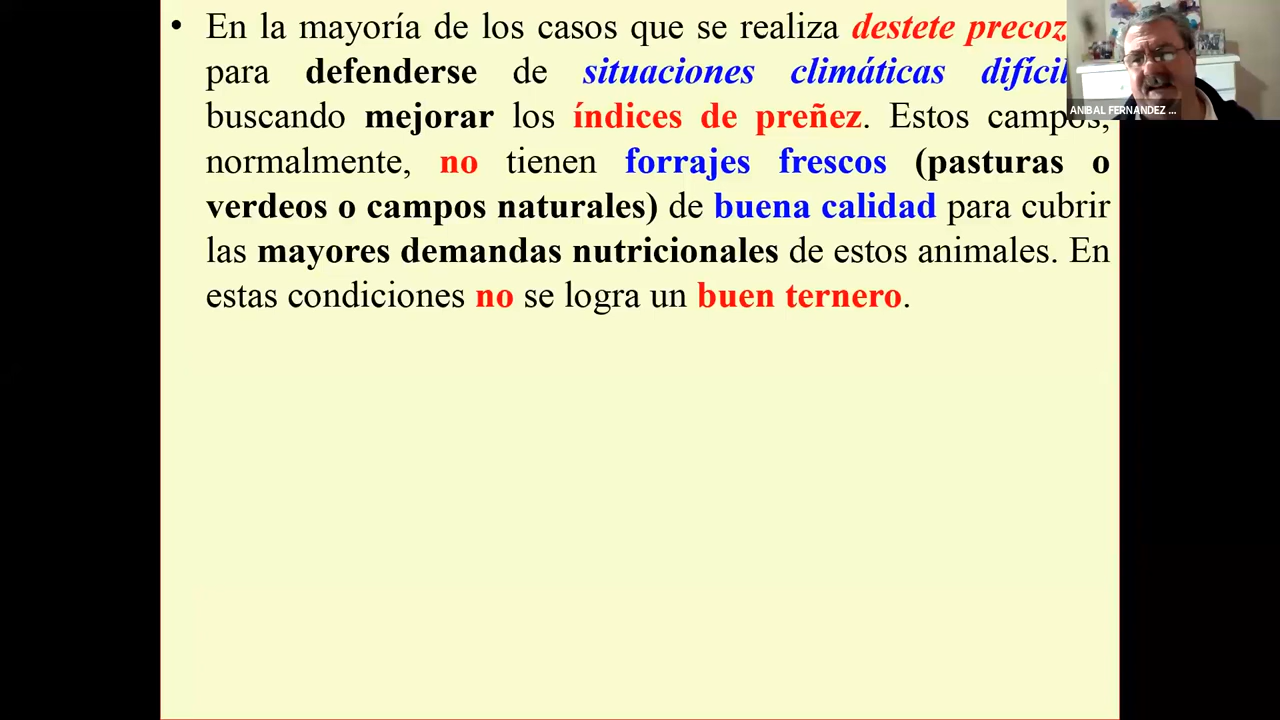 • En la mayoría de los casos que se realiza destete precoz
para defenderse de situaciones climáticas
buscando mejorar los índices de preñez. Estos campos,
normalmente, no tienen forrajes frescos (pasturas o
verdeos o campos naturales) de buena calidad para cubrir
las mayores demandas nutricionales de estos animales. En
estas condiciones no se logra un buen ternero.
ANIBAL FERNANDEZ ...